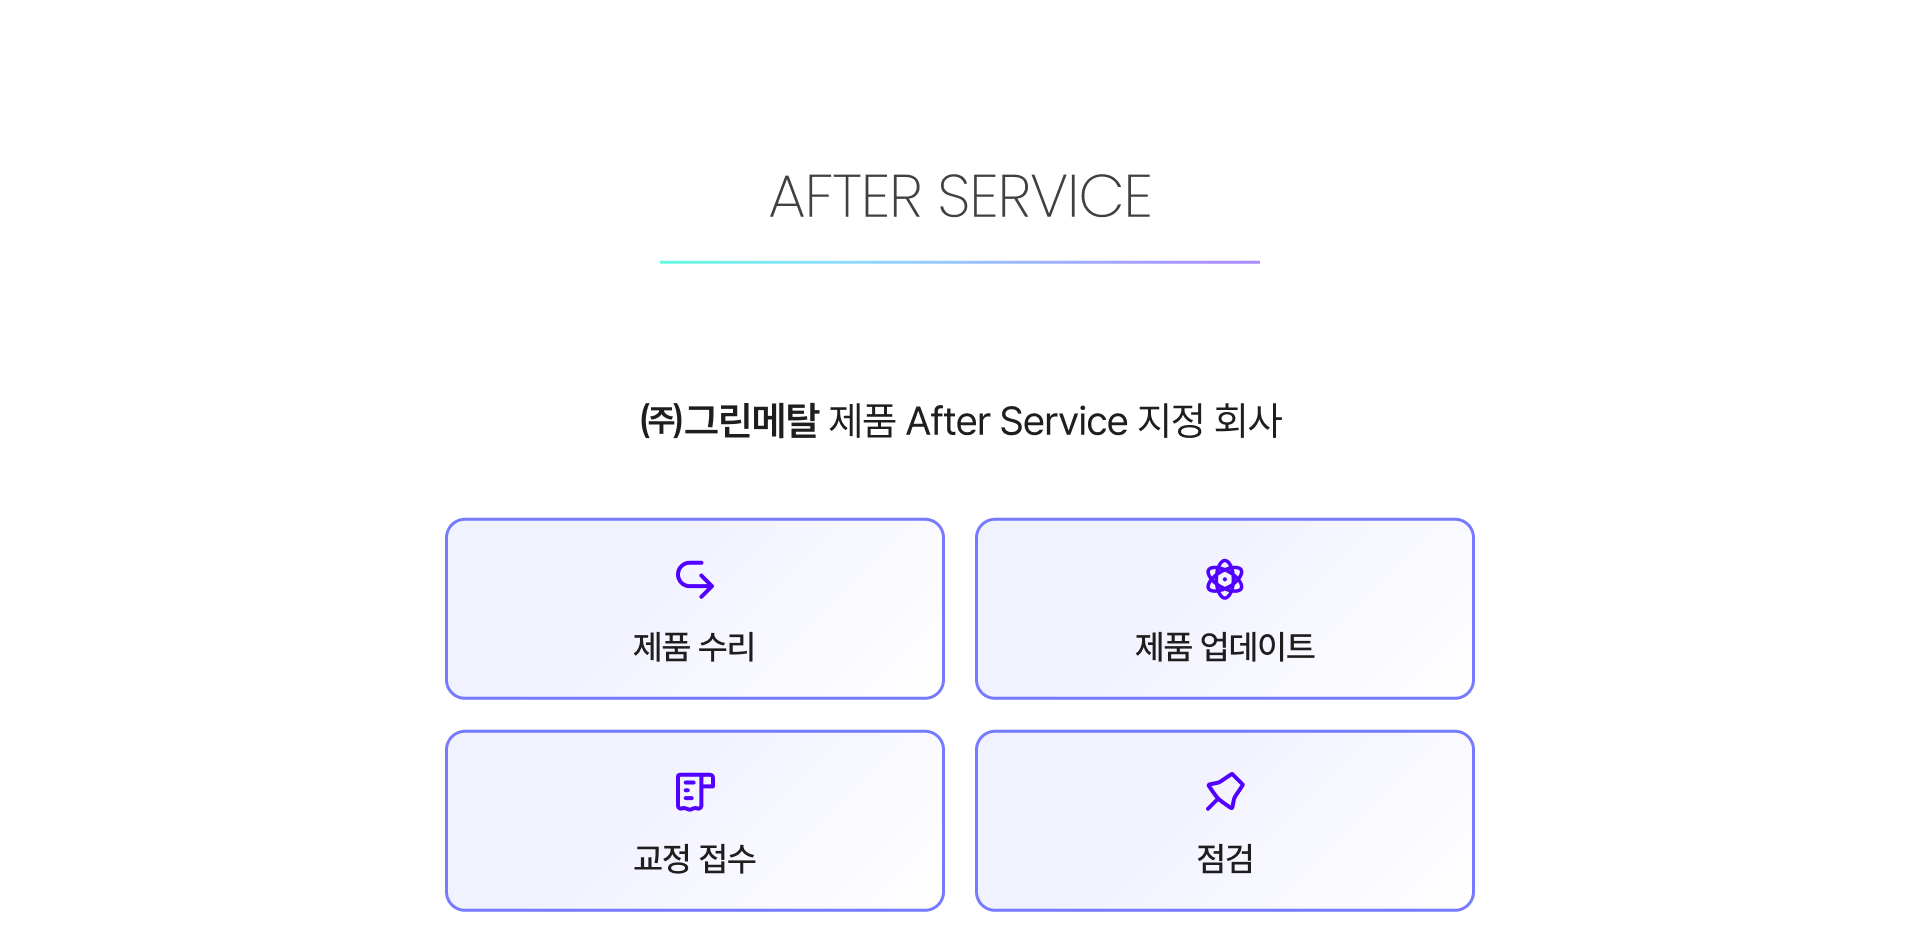 AFTER SERVICE
㈜그린메탈 제품 After Service 지정 회사
제품 수리
제품 업데이트
교정 접수
점검